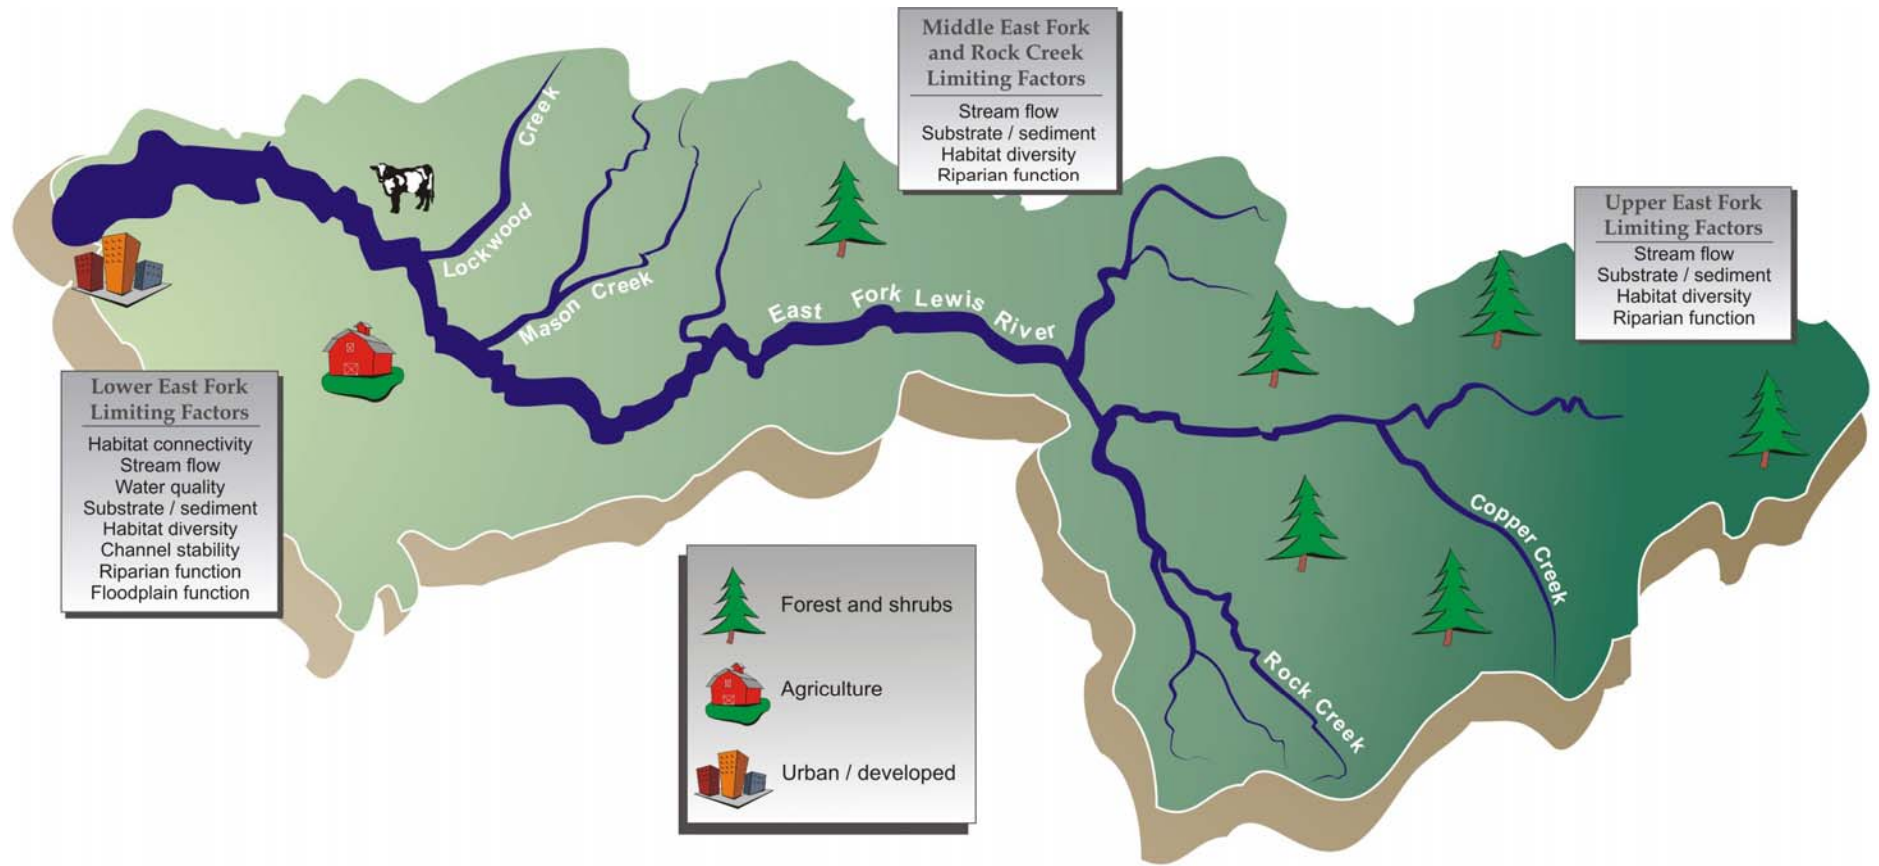 Middle East Fork
and Rock Creek
Limiting Factors
Stream flow
Substrate / sediment
Habitat diversity
Riparian function
Upper East Fork
Limiting Factors
Stream flow
Substrate / sediment
Habitat diversity
Riparian function
Lockwood Creek
Mason Creek
East Fork Lewis River
Lower East Fork
Limiting Factors
Habitat connectivity
Stream flow
Water quality
Substrate / sediment
Habitat diversity
Channel stability
Riparian function
Floodplain function
Copper Creek
Rock Creek
Forest and shrubs
Agriculture
Urban / developed